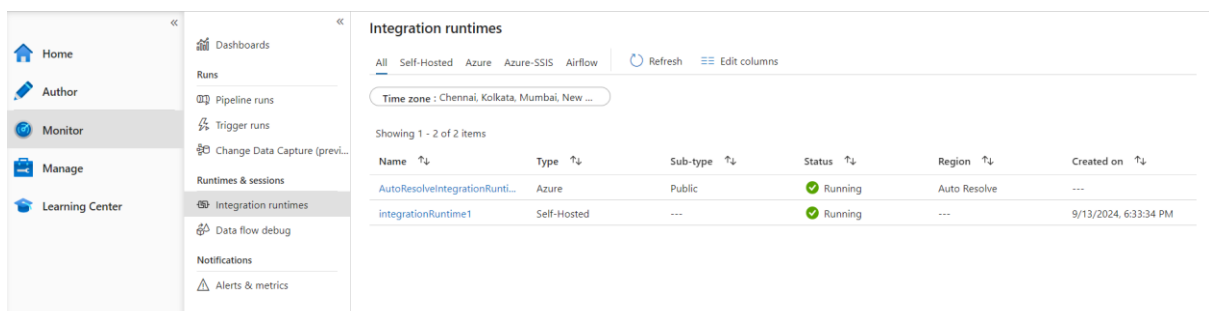 Home
Author
Monitor
Manage
Learning Center
Dashboards
Runs
Pipeline runs
Trigger runs
Change Data Capture (previ...
Runtimes & sessions
Integration runtimes
Data flow debug
Notifications
Alerts & metrics
Integration runtimes
All Self-Hosted Azure Azure-SSIS Airflow Refresh Edit columns
Time zone : Chennai, Kolkata, Mumbai, New ...
Showing 1 - 2 of 2 items
Name Type Sub-type Status Region Created on
AutoResolveIntegrationRunti... Azure Public Running Auto Resolve ---
integrationRuntime1 Self-Hosted --- Running --- 9/13/2024, 6:33:34 PM